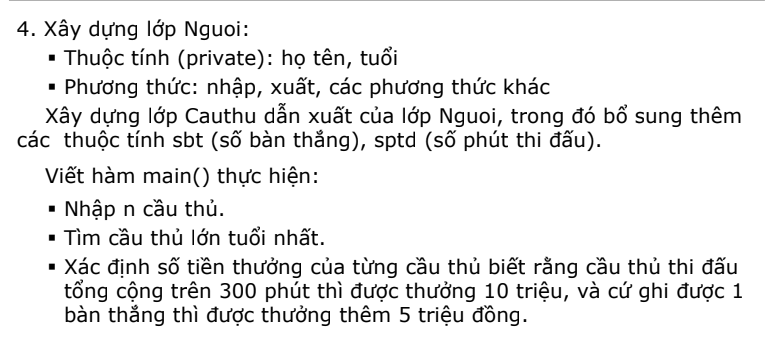 4. Xây dựng lớp Nguoi:
▪ Thuộc tính (private): họ tên, tuổi
▪ Phương thức: nhập, xuất, các phương thức khác
Xây dựng lớp Cauthu dẫn xuất của lớp Nguoi, trong đó bổ sung thêm
các thuộc tính sbt (số bàn thắng), sptd (số phút thi đấu).
Viết hàm main() thực hiện:
▪ Nhập n cầu thủ.
▪ Tìm cầu thủ lớn tuổi nhất.
▪ Xác định số tiền thưởng của từng cầu thủ biết rằng cầu thủ thi đấu
tổng cộng trên 300 phút thì được thưởng 10 triệu, và cứ ghi được 1
bàn thắng thì được thưởng thêm 5 triệu đồng.